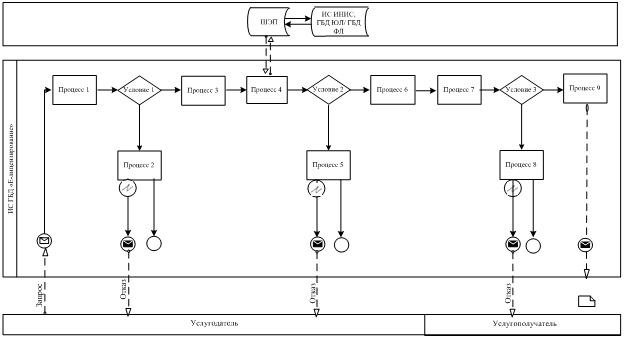 ШЭП
ИС ИНИС,
ГБД ЮЛ/ ГБД
ФЛ
ИС ГБД «Е-лицензирование»
Процесс 1
Условие 1
Процесс 3
Процесс 4
Условие 2
Процесс 6
Процесс 7
Условие 3
Процесс 9
Процесс 2
Процесс 5
Процесс 8
Запрос
Отказ
Отказ
Отказ
Услугодатель
Услугополучатель